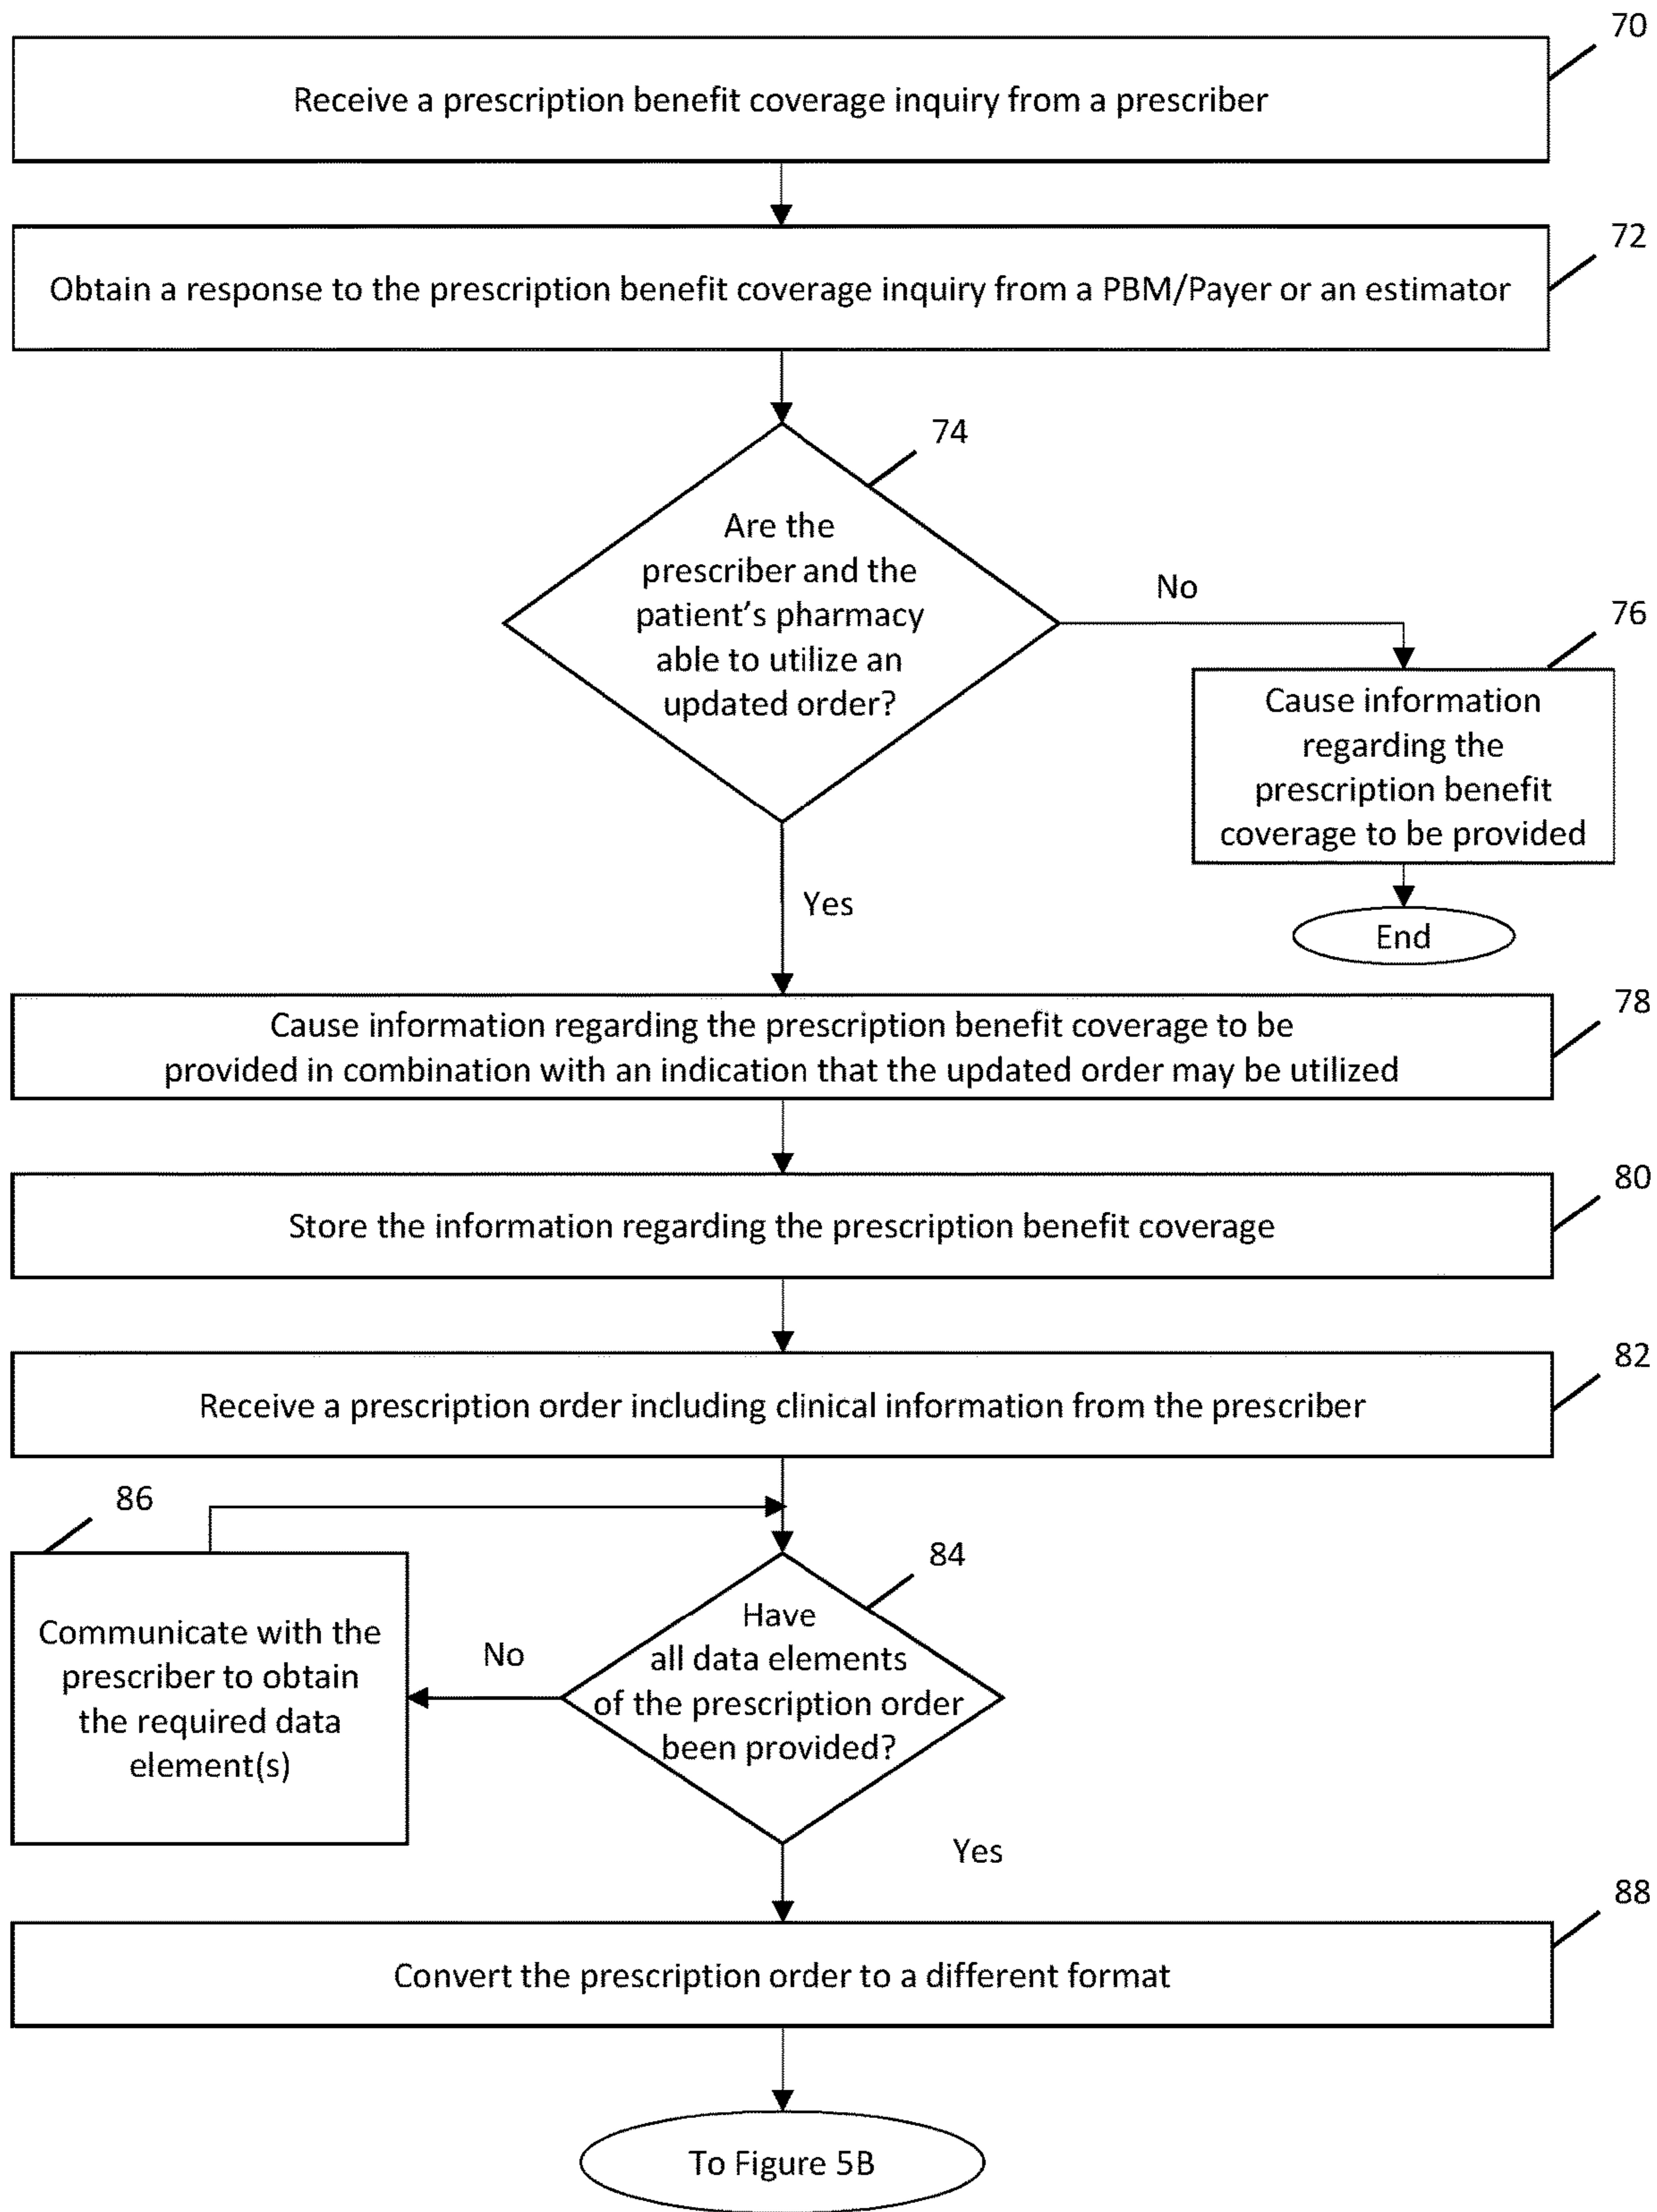 70
Receive a prescription benefit coverage inquiry from a prescriber
72
Obtain a response to the prescription benefit coverage inquiry from a PBM/Payer or an estimator
74
Are the
prescriber and the
patient's pharmacy
able to utilize an
updated order?
No
76
Cause information
regarding the
prescription benefit
coverage to be provided
Yes
End
78
Cause information regarding the prescription benefit coverage to be
provided in combination with an indication that the updated order may be utilized
80
Store the information regarding the prescription benefit coverage
82
Receive a prescription order including clinical information from the prescriber
86
84
Communicate with the
prescriber to obtain
the required data
element(s)
No
Have
all data elements
of the prescription order
been provided?
Yes
88
Convert the prescription order to a different format
To Figure 5B